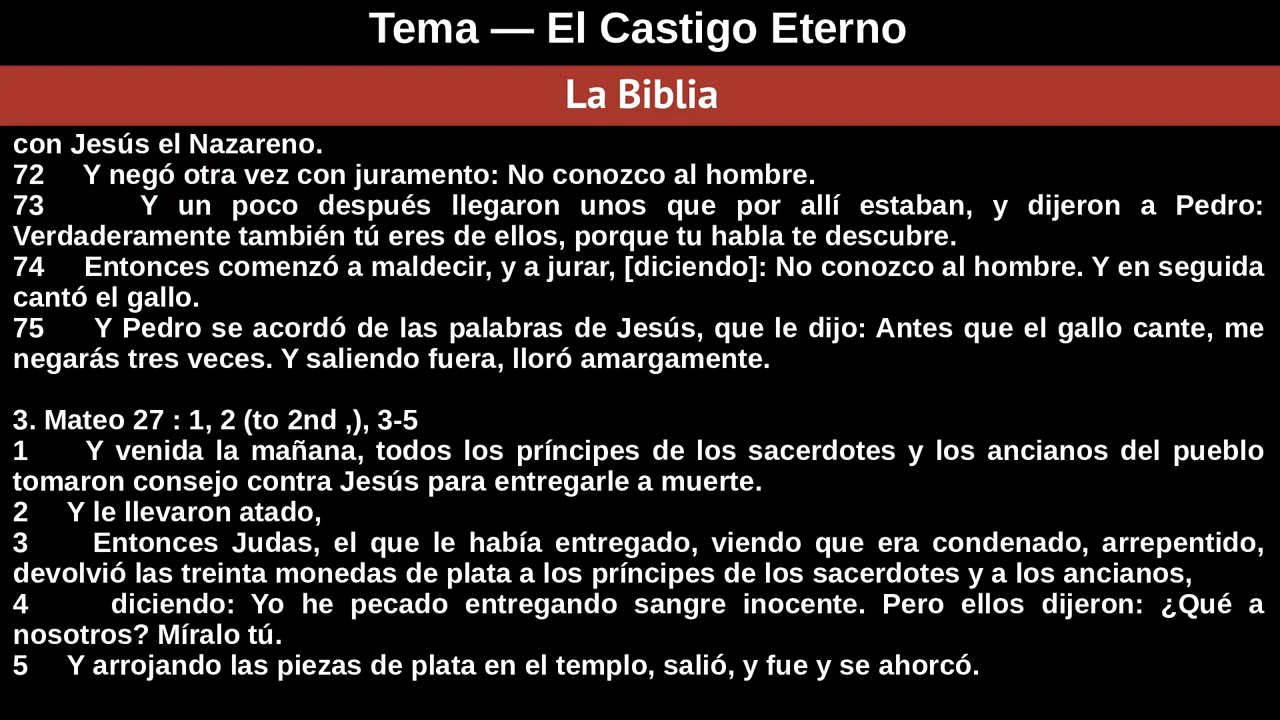 Tema — El Castigo Eterno
La Biblia
con Jesús el Nazareno.
72 Y negó otra vez con juramento: No conozco al hombre.
73 Y un poco después llegaron unos que por allí estaban, y dijeron a Pedro:
Verdaderamente también tú eres de ellos, porque tu habla te descubre.
74 Entonces comenzó a maldecir, y a jurar, [diciendo]: No conozco al hombre. Y en seguida
cantó el gallo.
75 Y Pedro se acordó de las palabras de Jesús, que le dijo: Antes que el gallo cante, me
negarás tres veces. Y saliendo fuera, lloró amargamente.
3. Mateo 27 : 1, 2 (to 2nd ,), 3-5
1 Y venida la mañana, todos los príncipes de los sacerdotes y los ancianos del pueblo
tomaron consejo contra Jesús para entregarle a muerte.
2 Y le llevaron atado,
3 Entonces Judas, el que le había entregado, viendo que era condenado, arrepentido,
devolvió las treinta monedas de plata a los príncipes de los sacerdotes y a los ancianos,
4 diciendo: Yo he pecado entregando sangre inocente. Pero ellos dijeron: ¿Qué a
nosotros? Míralo tú.
5 Y arrojando las piezas de plata en el templo, salió, y fue y se ahorcó.